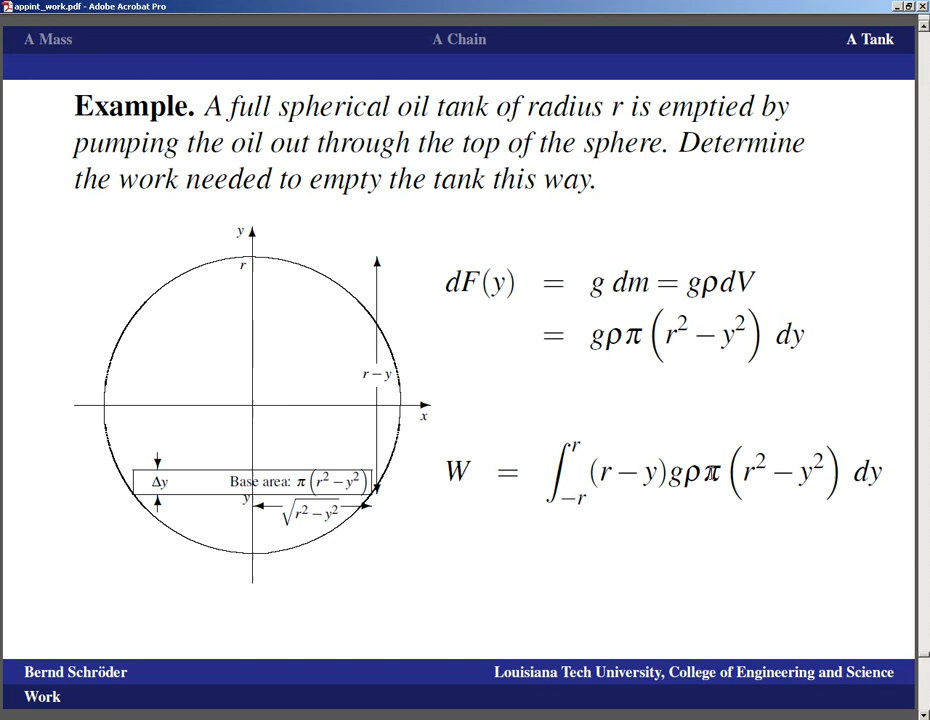 appint_work.pdf - Adobe Acrobat Pro
A Mass A Chain A Tank
Example. A full spherical oil tank of radius r is emptied by
pumping the oil out through the top of the sphere. Determine
the work needed to empty the tank this way.
y
r
r − y
x
Δy Base area: π(r² − y²)
y
√(r² − y²)
dF(y) = g dm = gρdV
= gρπ(r² − y²) dy
W = ∫₋ᵣʳ (r − y)gρπ(r² − y²) dy
Bernd Schröder Louisiana Tech University, College of Engineering and Science
Work